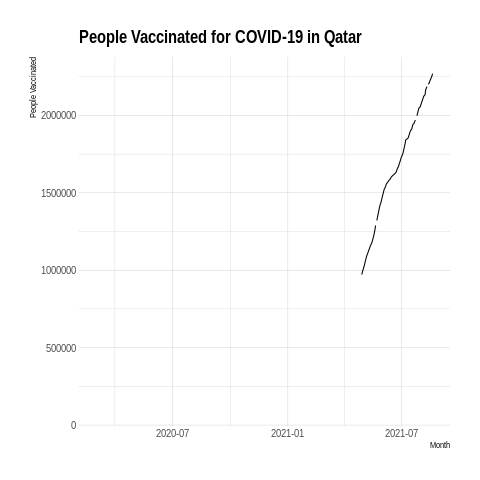 People Vaccinated for COVID-19 in Qatar
People Vaccinated
2000000
1500000
1000000
500000
0
2020-07
2021-01
2021-07
Month